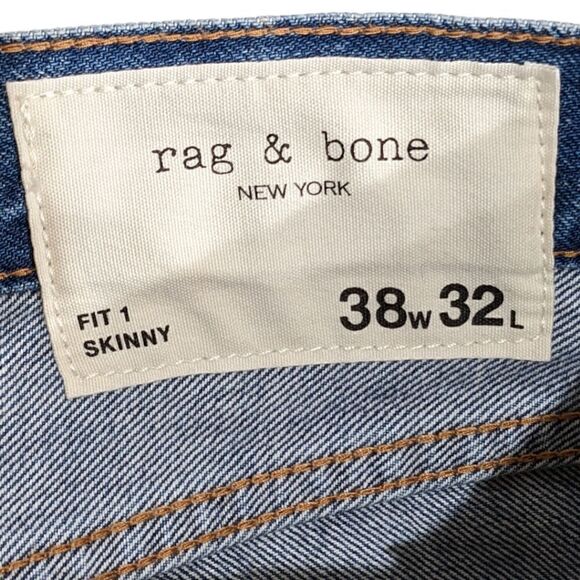 rag & bone
NEW YORK
FIT 1
SKINNY
38W 32L